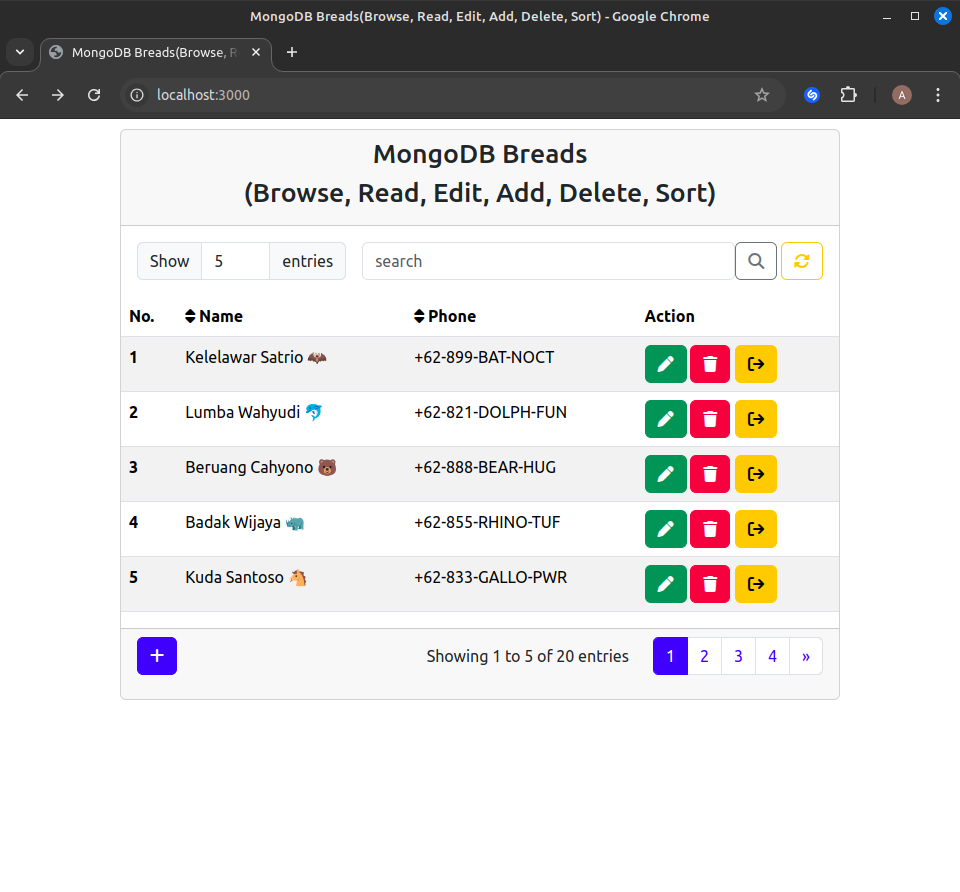 MongoDB Breads(Browse, Read, Edit, Add, Delete, Sort) - Google Chrome
MongoDB Breads(Browse, R
localhost:3000
A
MongoDB Breads
(Browse, Read, Edit, Add, Delete, Sort)
Show 5 entries search
No. Name Phone Action
1 Kelelawar Satrio 🦇 +62-899-BAT-NOCT
2 Lumba Wahyudi 🐬 +62-821-DOLPH-FUN
3 Beruang Cahyono 🐻 +62-888-BEAR-HUG
4 Badak Wijaya 🦏 +62-855-RHINO-TUF
5 Kuda Santoso 🐴 +62-833-GALLO-PWR
+ Showing 1 to 5 of 20 entries 1 2 3 4 »